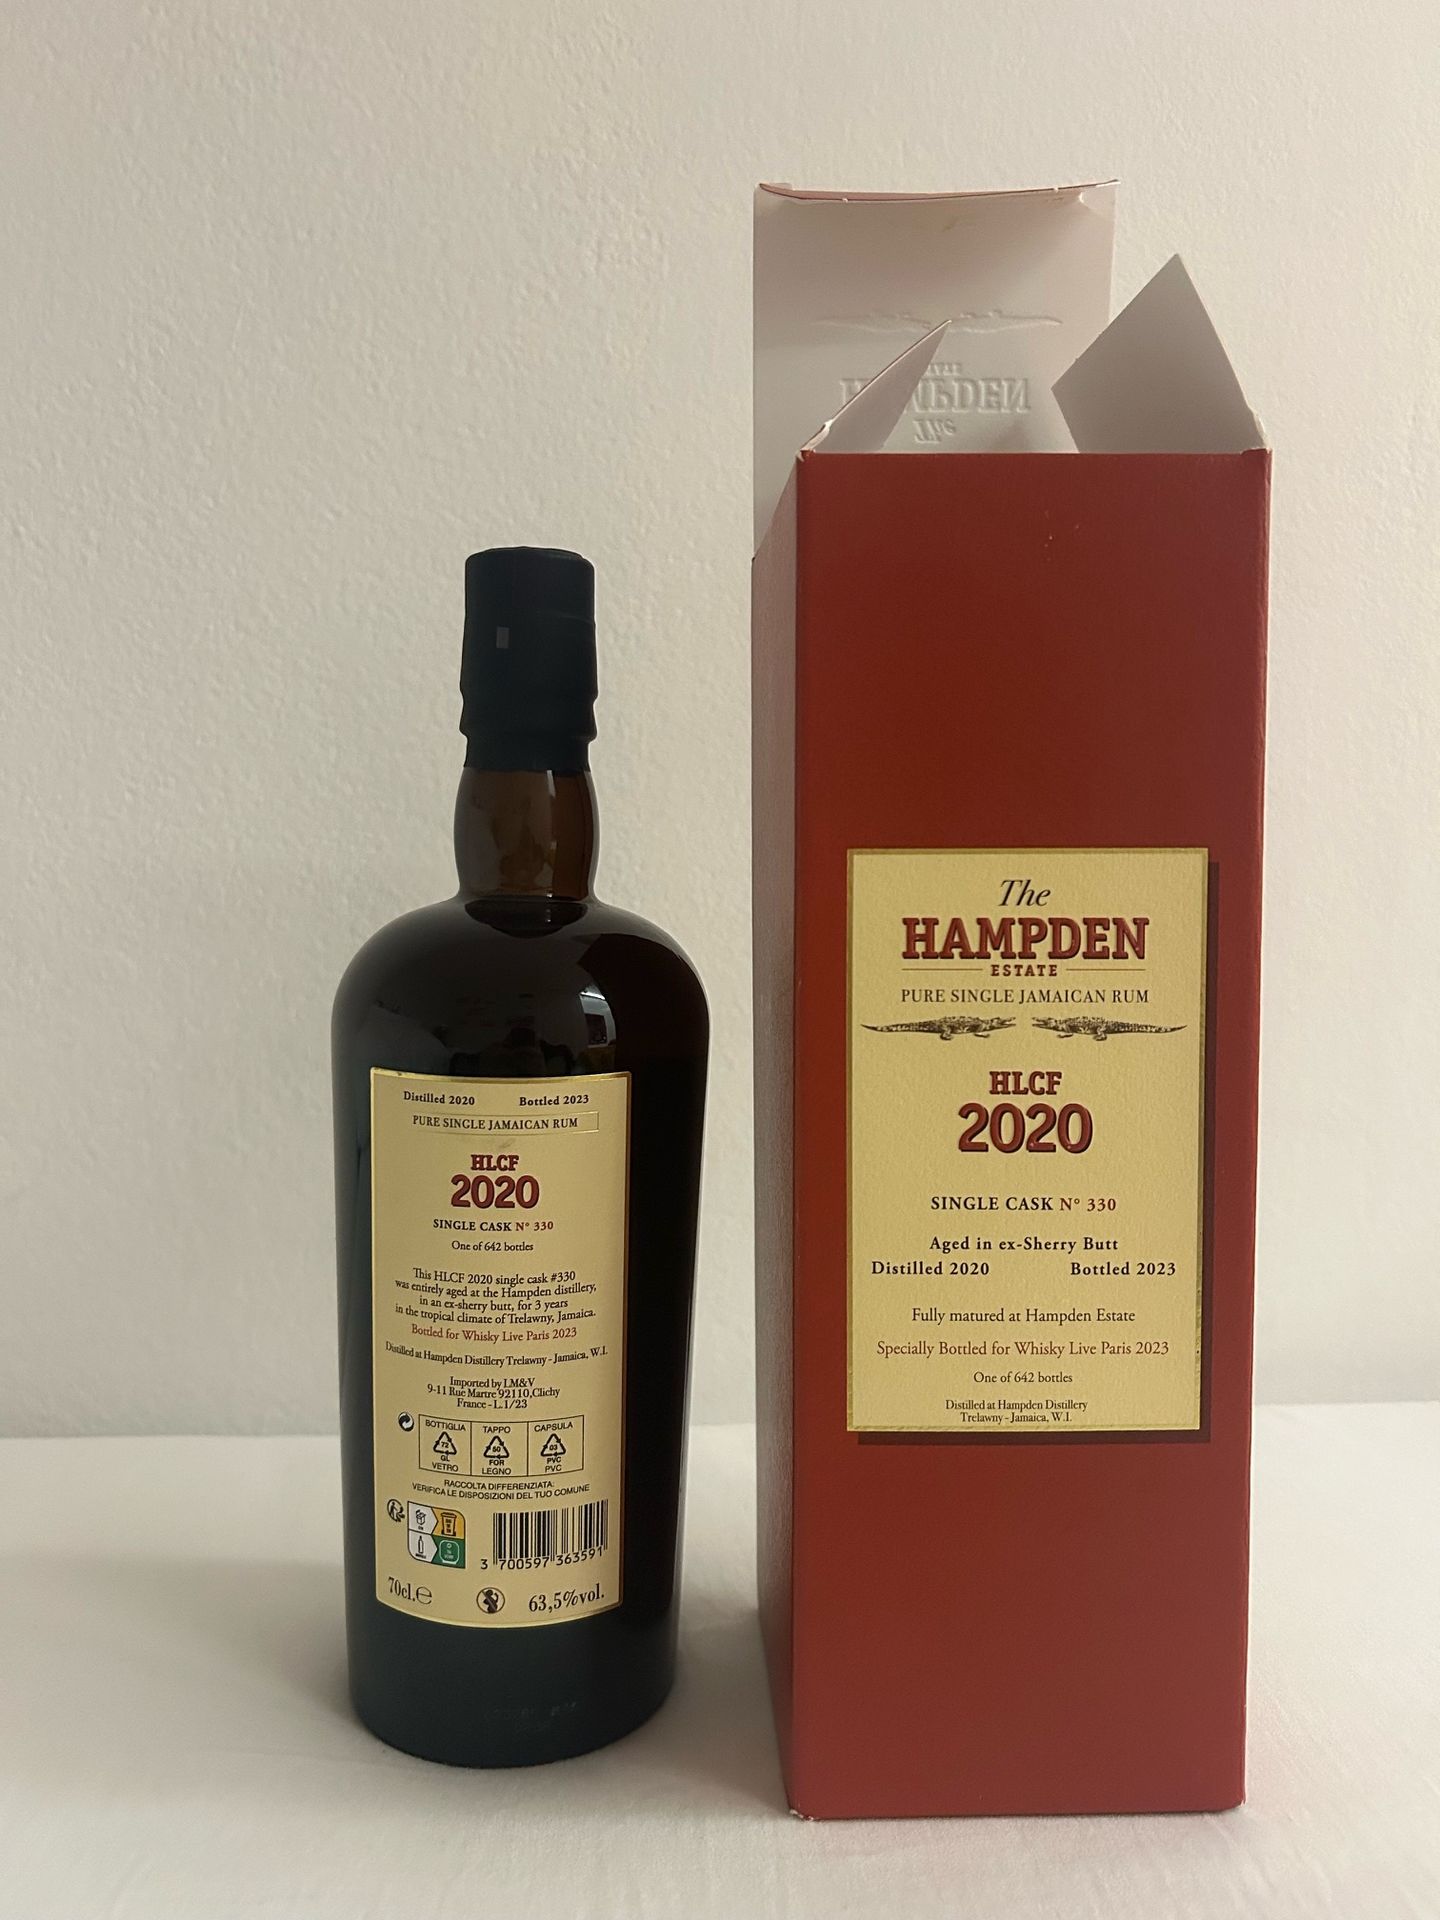 Distilled 2020 Bottled 2023
PURE SINGLE JAMAICAN RUM
HLCF
2020
SINGLE CASK N° 330
One of 642 bottles
This HLCF 2020 single cask #330
was entirely aged at the Hampden distillery,
in an ex-sherry butt, for 3 years
in the tropical climate of Trelawny, Jamaica.
Bottled for Whisky Live Paris 2023
Distilled at Hampden Distillery Trelawny - Jamaica, W.I.
Imported by LM&V
9-11 Rue Martre 92110,Clichy
France - L.1/23
BOTTIGLIA TAPPO CAPSULA
72 60 03
GL FOR PVC
VETRO LEGNO PVC
RACCOLTA DIFFERENZIATA:
VERIFICA LE DISPOSIZIONI DEL TUO COMUNE
3 700597 363591
70cl.e 63,5%vol.
The
HAMPDEN
The
HAMPDEN
ESTATE
PURE SINGLE JAMAICAN RUM
HLCF
2020
SINGLE CASK N° 330
Aged in ex-Sherry Butt
Distilled 2020 Bottled 2023
Fully matured at Hampden Estate
Specially Bottled for Whisky Live Paris 2023
One of 642 bottles
Distilled at Hampden Distillery
Trelawny - Jamaica, W.I.